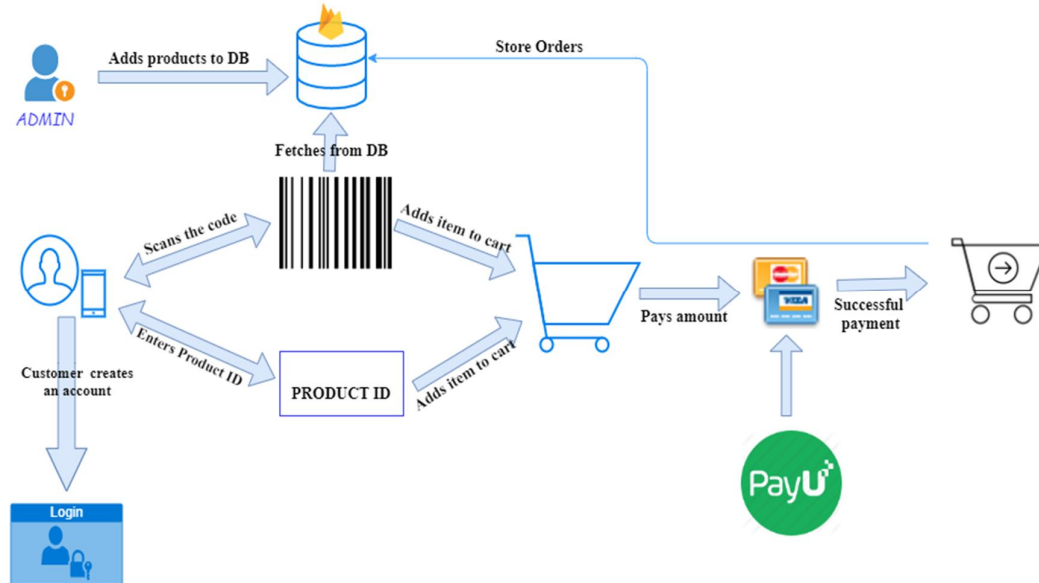 Adds products to DB
Store Orders
ADMIN
Fetches from DB
Scans the code
Adds item to cart
Enters Product ID
PRODUCT ID
Adds item to cart
Pays amount
VISA
Successful
payment
Customer creates
an account
PayU
Login